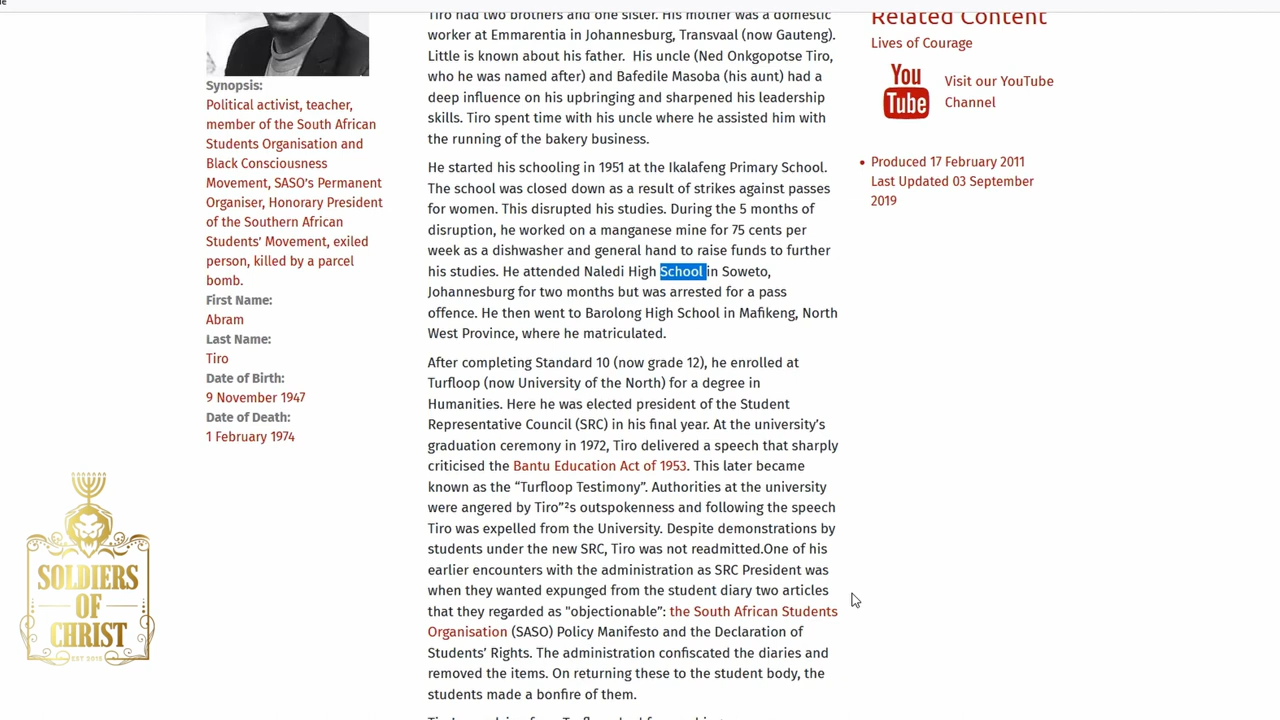 Synopsis:
Political activist, teacher,
member of the South African
Students Organisation and
Black Consciousness
Movement, SASO’s Permanent
Organiser, Honorary President
of the Southern African
Students’ Movement, exiled
person, killed by a parcel
bomb.
First Name:
Abram
Last Name:
Tiro
Date of Birth:
9 November 1947
Date of Death:
1 February 1974
SOLDIERS
OF
CHRIST
EST 2015
Tiro had two brothers and one sister. His mother was a domestic
worker at Emmarentia in Johannesburg, Transvaal (now Gauteng).
Little is known about his father.  His uncle (Ned Onkgopotse Tiro,
who he was named after) and Bafedile Masoba (his aunt) had a
deep influence on his upbringing and sharpened his leadership
skills. Tiro spent time with his uncle where he assisted him with
the running of the bakery business.
He started his schooling in 1951 at the Ikalafeng Primary School.
The school was closed down as a result of strikes against passes
for women. This disrupted his studies. During the 5 months of
disruption, he worked on a manganese mine for 75 cents per
week as a dishwasher and general hand to raise funds to further
his studies. He attended Naledi High School in Soweto,
Johannesburg for two months but was arrested for a pass
offence. He then went to Barolong High School in Mafikeng, North
West Province, where he matriculated.
After completing Standard 10 (now grade 12), he enrolled at
Turfloop (now University of the North) for a degree in
Humanities. Here he was elected president of the Student
Representative Council (SRC) in his final year. At the university’s
graduation ceremony in 1972, Tiro delivered a speech that sharply
criticised the Bantu Education Act of 1953. This later became
known as the “Turfloop Testimony”. Authorities at the university
were angered by Tiro”²s outspokenness and following the speech
Tiro was expelled from the University. Despite demonstrations by
students under the new SRC, Tiro was not readmitted.One of his
earlier encounters with the administration as SRC President was
when they wanted expunged from the student diary two articles
that they regarded as "objectionable”: the South African Students
Organisation (SASO) Policy Manifesto and the Declaration of
Students’ Rights. The administration confiscated the diaries and
removed the items. On returning these to the student body, the
students made a bonfire of them.
Related Content
Lives of Courage
You
Tube
Visit our YouTube
Channel
Produced 17 February 2011
Last Updated 03 September
2019